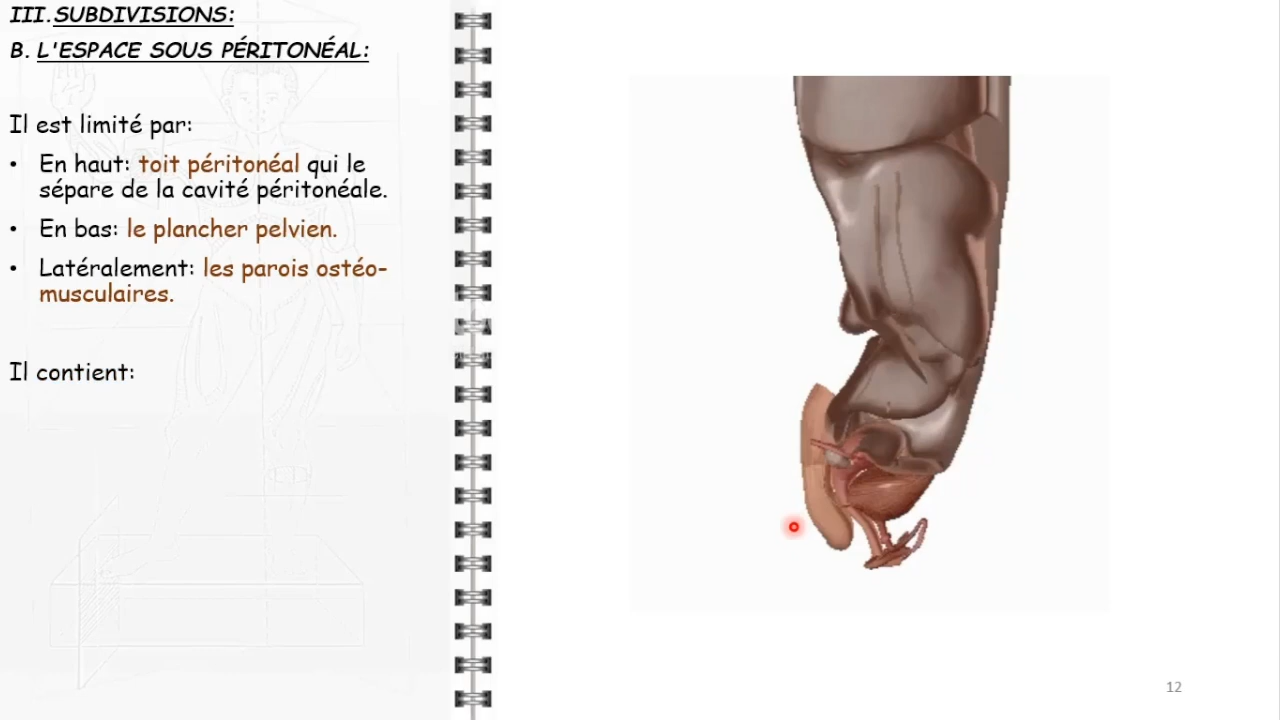 III. SUBDIVISIONS:
B. L'ESPACE SOUS PÉRITONÉAL:
Il est limité par:
• En haut: toit péritonéal qui le
sépare de la cavité péritonéale.
• En bas: le plancher pelvien.
• Latéralement: les parois ostéo-
musculaires.
Il contient:
12